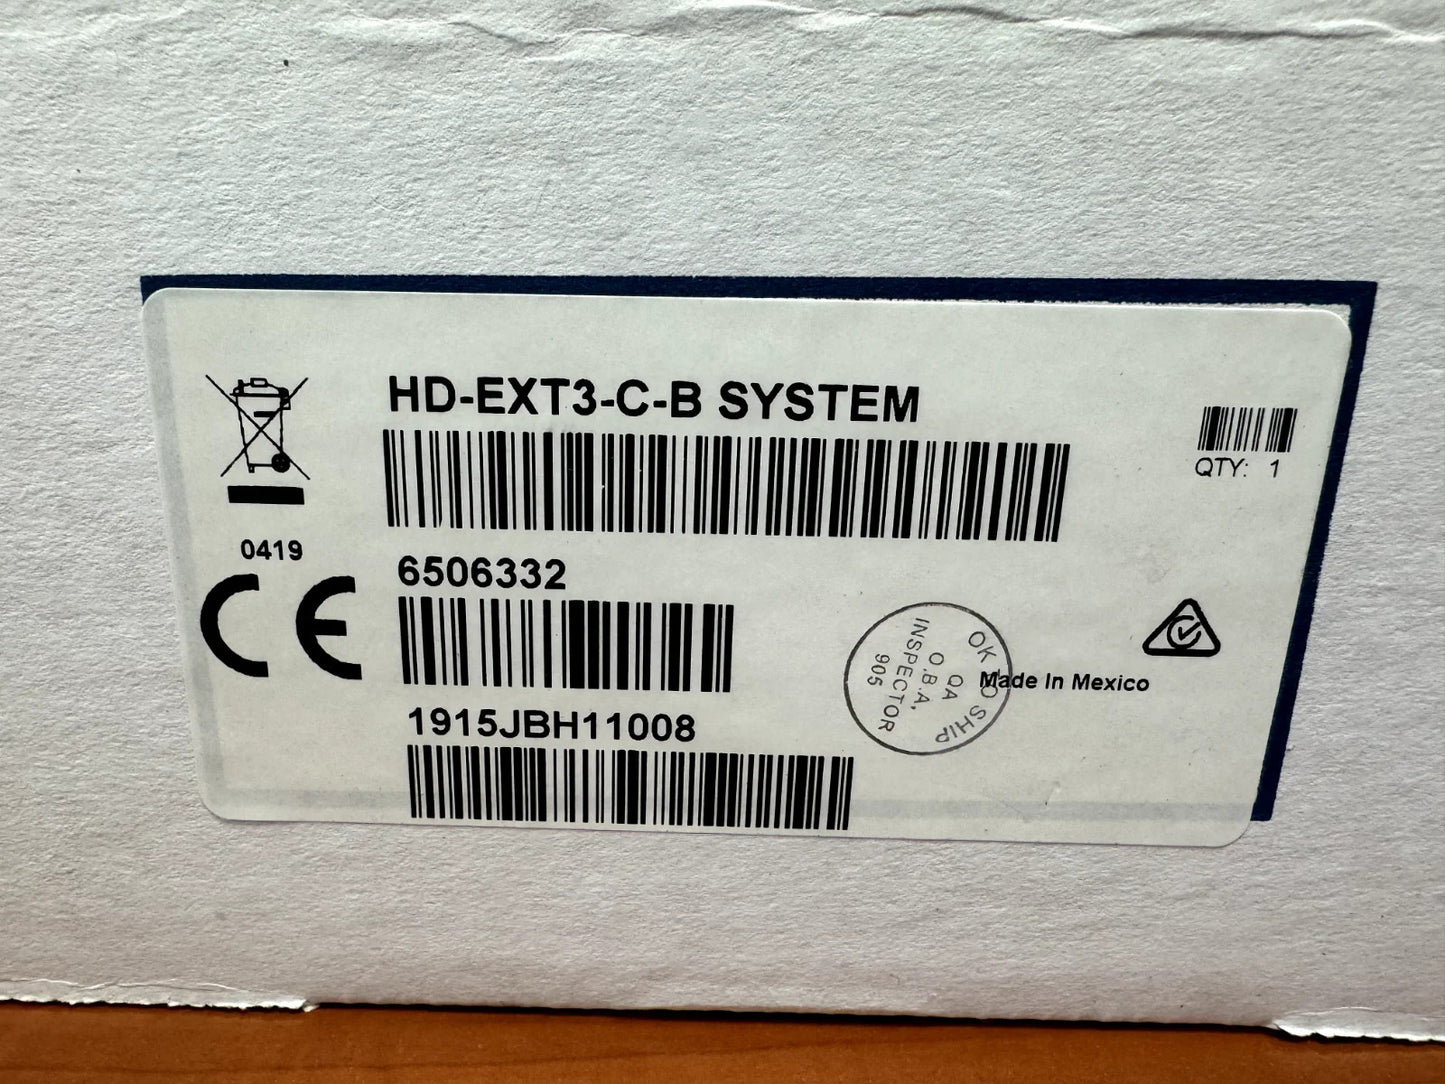 HD-EXT3-C-B SYSTEM
QTY: 1
0419
CE
6506332
1915JBH11008
OK TO SHIP
QA
O.B.A.
INSPECTOR
905
Made In Mexico